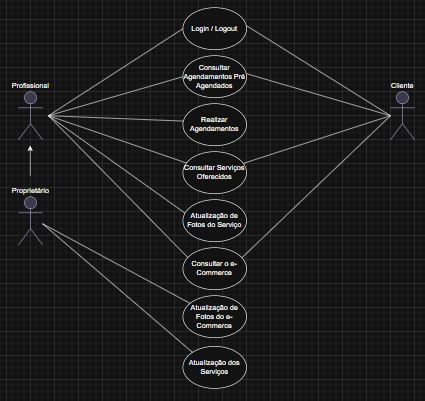 Login / Logout
Consultar
Agendamentos Pré
Agendados
Profissional
Cliente
Realizar
Agendamentos
Consultar Serviços
Oferecidos
Proprietário
Atualização de
Fotos do Serviço
Consultar o e-
Commerce
Atualização de
Fotos do e-
Commerce
Atualização dos
Serviços